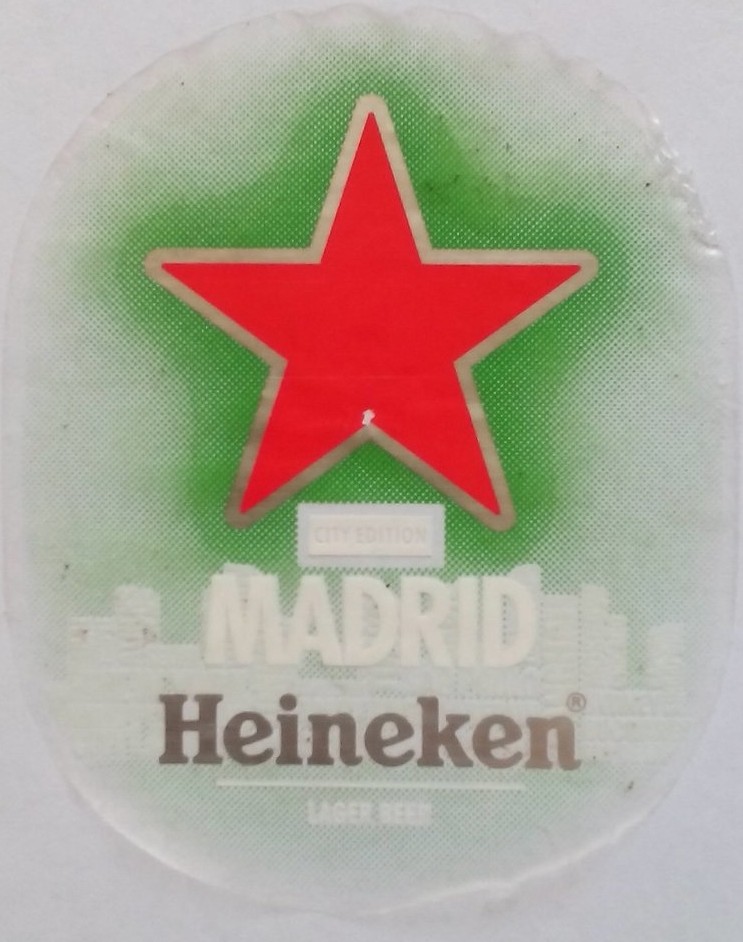 CITY EDITION
MADRID
Heineken®
LAGER BEER